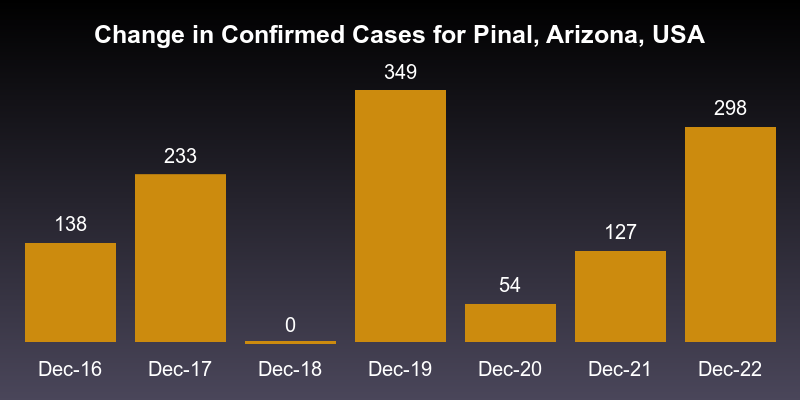 Change in Confirmed Cases for Pinal, Arizona, USA
138
233
0
349
54
127
298
Dec-16
Dec-17
Dec-18
Dec-19
Dec-20
Dec-21
Dec-22